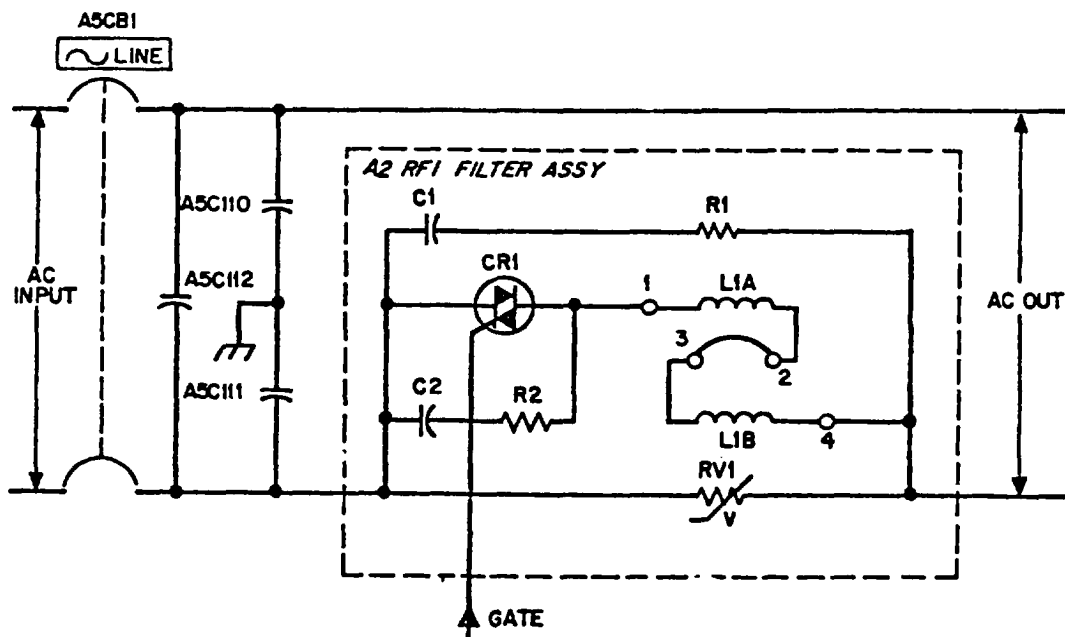 A5CB1
LINE
A2 RFI FILTER ASSY
C1
R1
A5C110
CR1
1
L1A
AC
INPUT
A5C112
AC OUT
3
2
A5C111
C2
R2
L1B
4
RV1
V
GATE